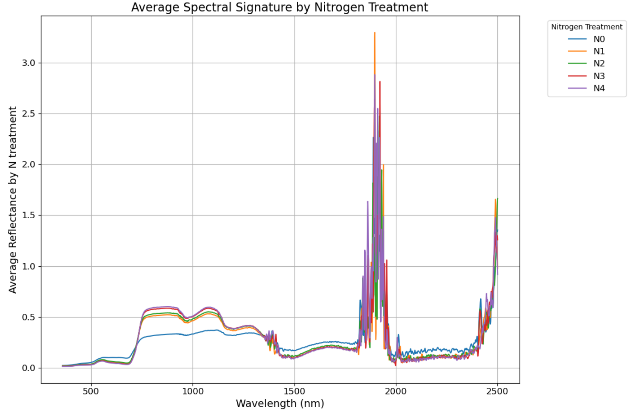 Average Spectral Signature by Nitrogen Treatment
Nitrogen Treatment
N0
N1
N2
N3
N4
Average Reflectance by N treatment
3.0
2.5
2.0
1.5
1.0
0.5
0.0
500
1000
1500
2000
2500
Wavelength (nm)